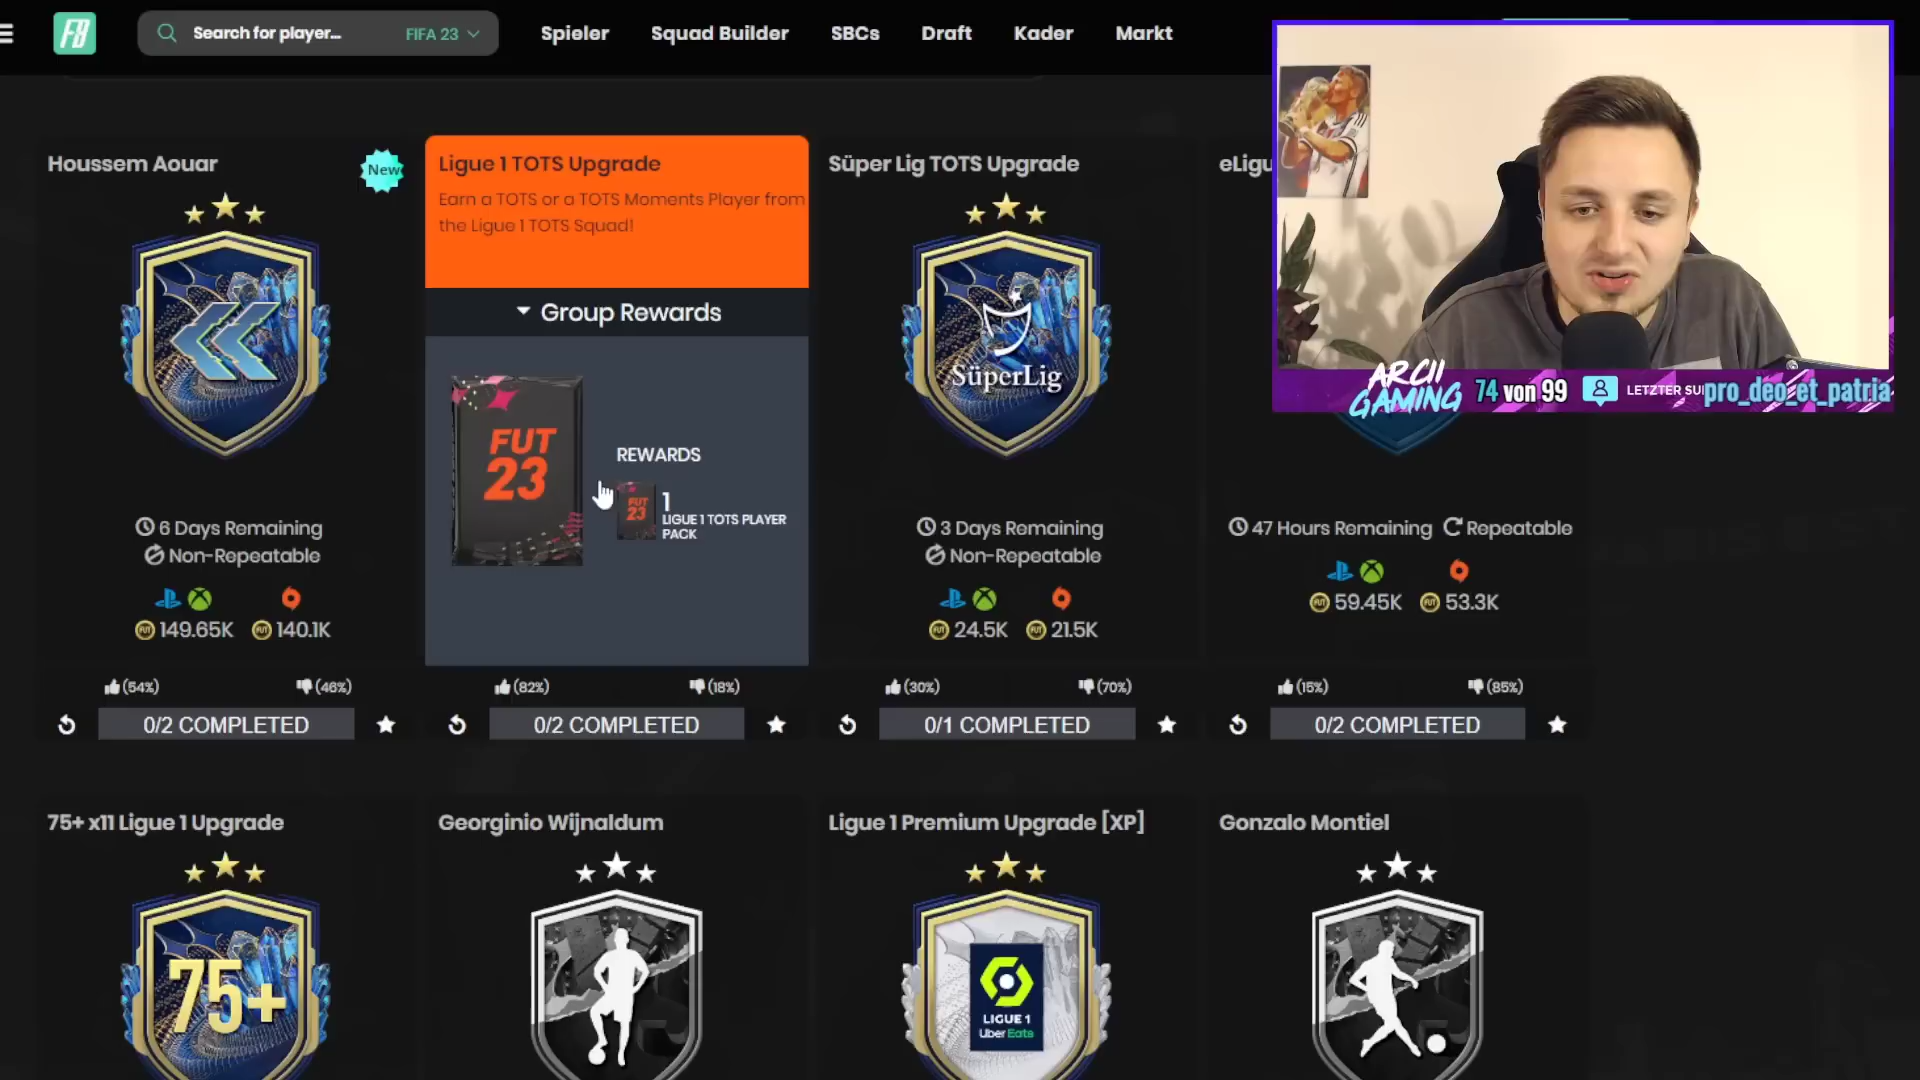 FB
Search for player...
FIFA 23
Spieler
Squad Builder
SBCs
Draft
Kader
Markt
Houssem Aouar
New
6 Days Remaining
Non-Repeatable
149.65K
140.1K
(54%)
(46%)
0/2 COMPLETED
Ligue 1 TOTS Upgrade
Earn a TOTS or a TOTS Moments Player from
the Ligue 1 TOTS Squad!
Group Rewards
FUT
23
REWARDS
FUT
23
1
LIGUE 1 TOTS PLAYER
PACK
(82%)
(18%)
0/2 COMPLETED
Süper Lig TOTS Upgrade
SüperLig
3 Days Remaining
Non-Repeatable
24.5K
21.5K
(30%)
(70%)
0/1 COMPLETED
eLigu
47 Hours Remaining
Repeatable
59.45K
53.3K
(15%)
(85%)
0/2 COMPLETED
ARCII
GAMING
74 von 99
LETZTER SU
pro_deo_et_patria
75+ x11 Ligue 1 Upgrade
75+
Georginio Wijnaldum
Ligue 1 Premium Upgrade [XP]
LIGUE 1
Uber Eats
Gonzalo Montiel